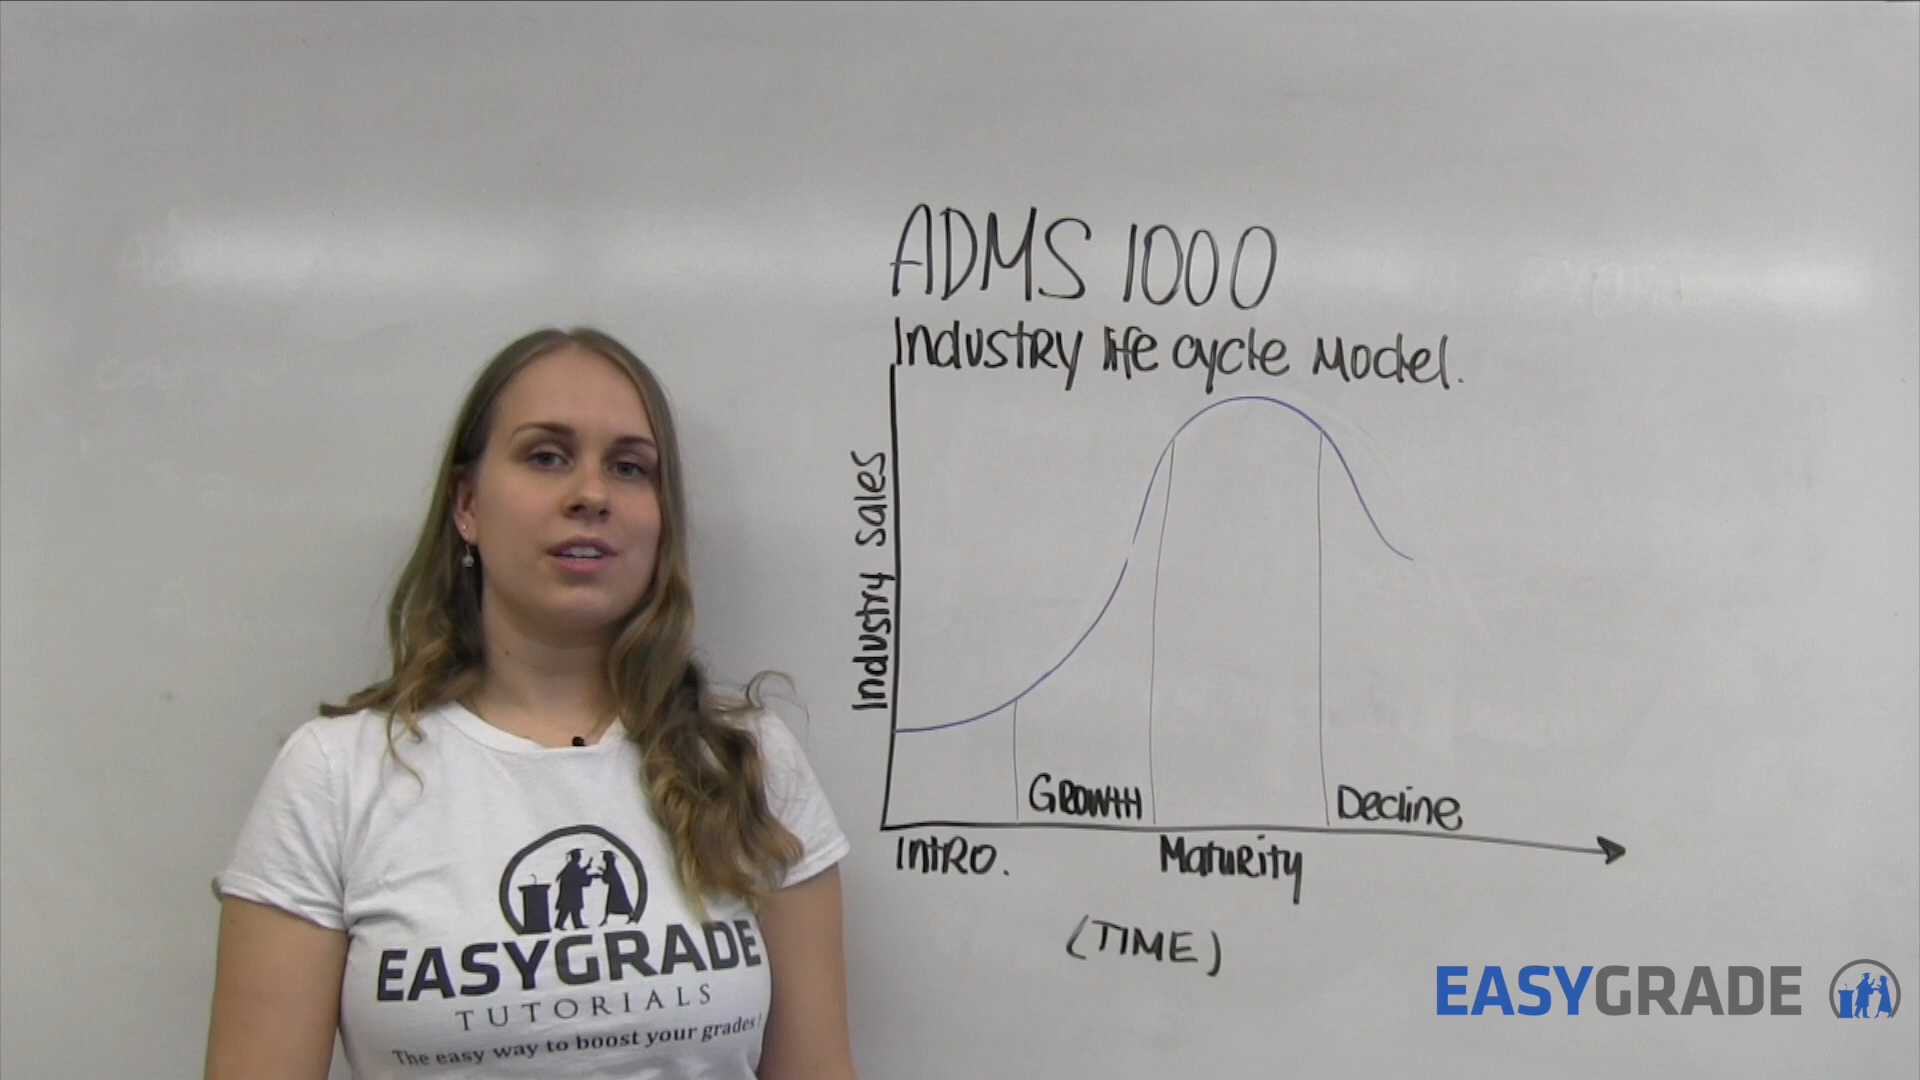 ADMS 1000
Industry life cycle Model.
Industry Sales
Growth
Decline
Intro.
Maturity
(TIME)
EASYGRADE
TUTORIALS
The easy way to boost your grades!
EASYGRADE